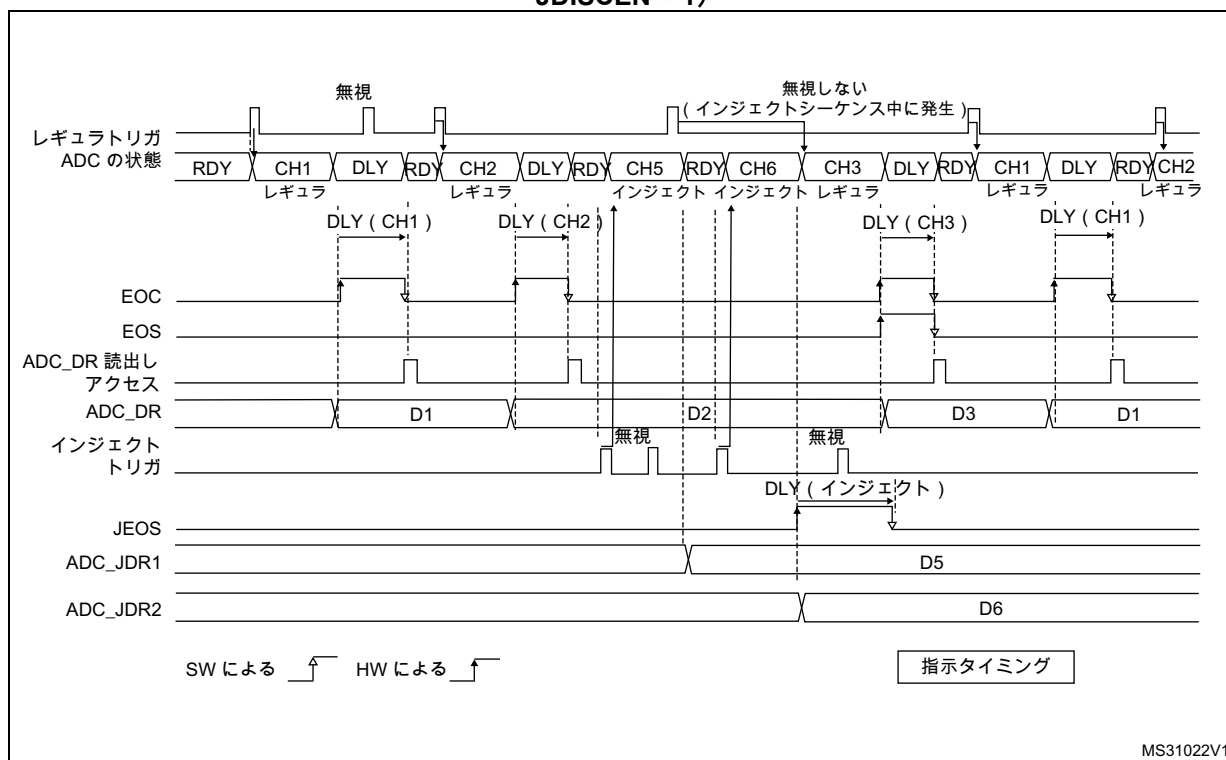 JDISCEN = 1)
無視
無視しない
( インジェクトシーケンス中に発生 )
レギュラトリガ
ADC の状態
RDY CH1 DLY RDY CH2 DLY RDY CH5 RDY CH6 CH3 DLY RDY CH1 DLY RDY CH2
レギュラ レギュラ インジェクト インジェクト レギュラ レギュラ レギュラ
DLY ( CH1 ) DLY ( CH2 ) DLY ( CH3 ) DLY ( CH1 )
EOC
EOS
ADC_DR 読出し
アクセス
ADC_DR D1 D2 D3 D1
インジェクト
トリガ
無視 無視
DLY ( インジェクト )
JEOS
ADC_JDR1 D5
ADC_JDR2 D6
SW による HW による 指示タイミング
MS31022V1